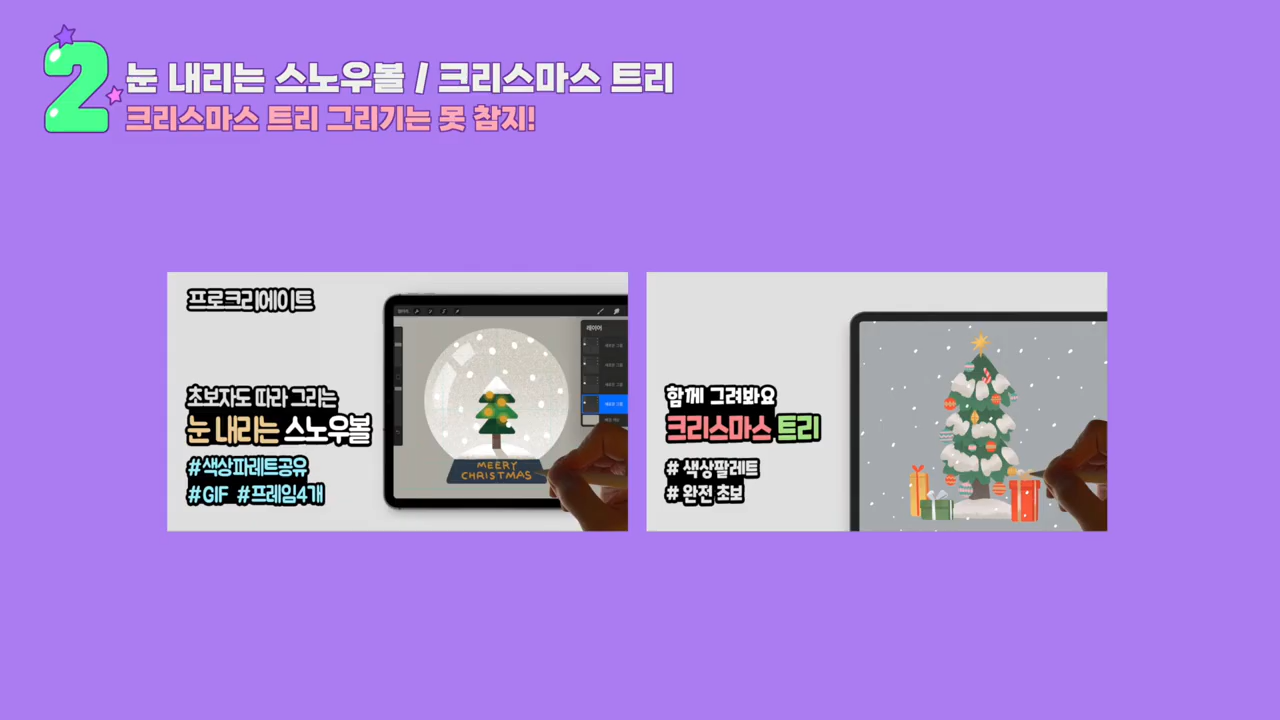 2
눈 내리는 스노우볼 / 크리스마스 트리
크리스마스 트리 그리기는 못 참지!
프로크리에이트
초보자도 따라 그리는
눈 내리는 스노우볼
#색상파레트공유
#GIF #프레임4개
레이어
MEERY
CHRISTMAS
함께 그려봐요
크리스마스 트리
# 색상팔레트
# 완전 초보